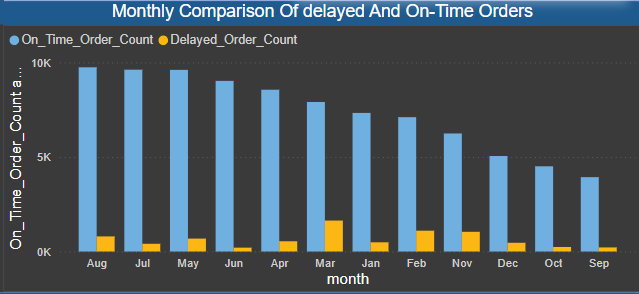 Monthly Comparison Of delayed And On-Time Orders
On_Time_Order_Count Delayed_Order_Count
On_Time_Order_Count a...
10K
5K
0K
Aug Jul May Jun Apr Mar Jan Feb Nov Dec Oct Sep
month